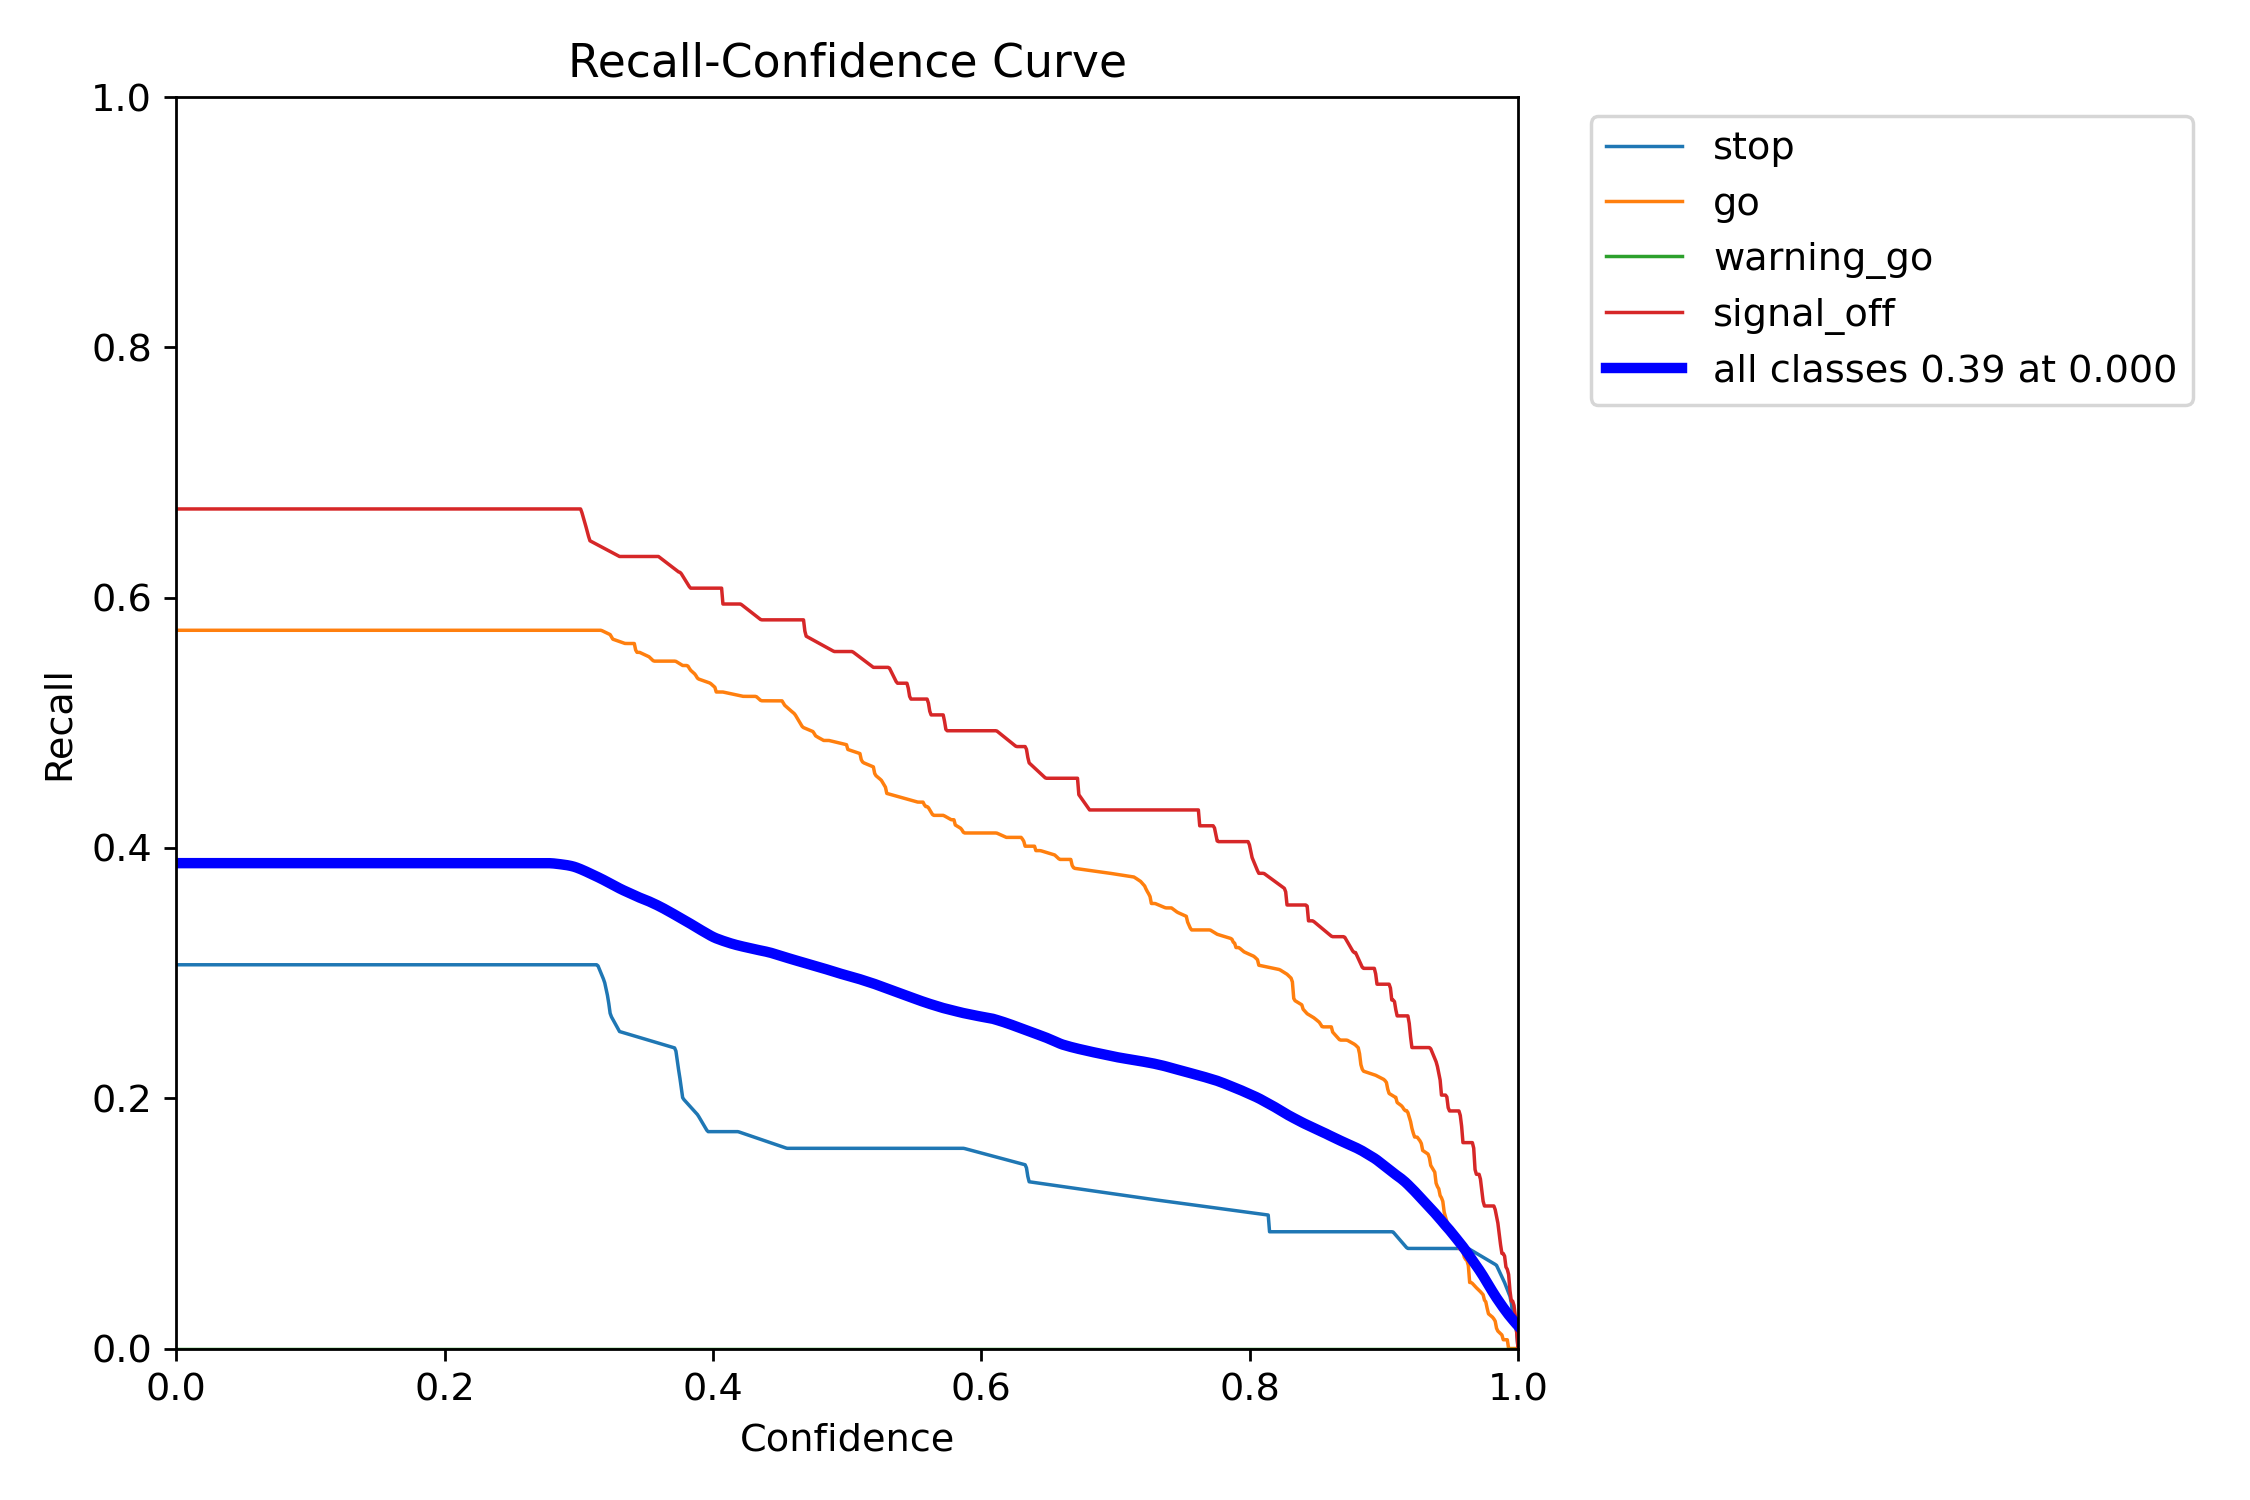 Recall-Confidence Curve
1.0
0.8
0.6
0.4
0.2
0.0
Recall
0.0 0.2 0.4 0.6 0.8 1.0
Confidence
stop
go
warning_go
signal_off
all classes 0.39 at 0.000